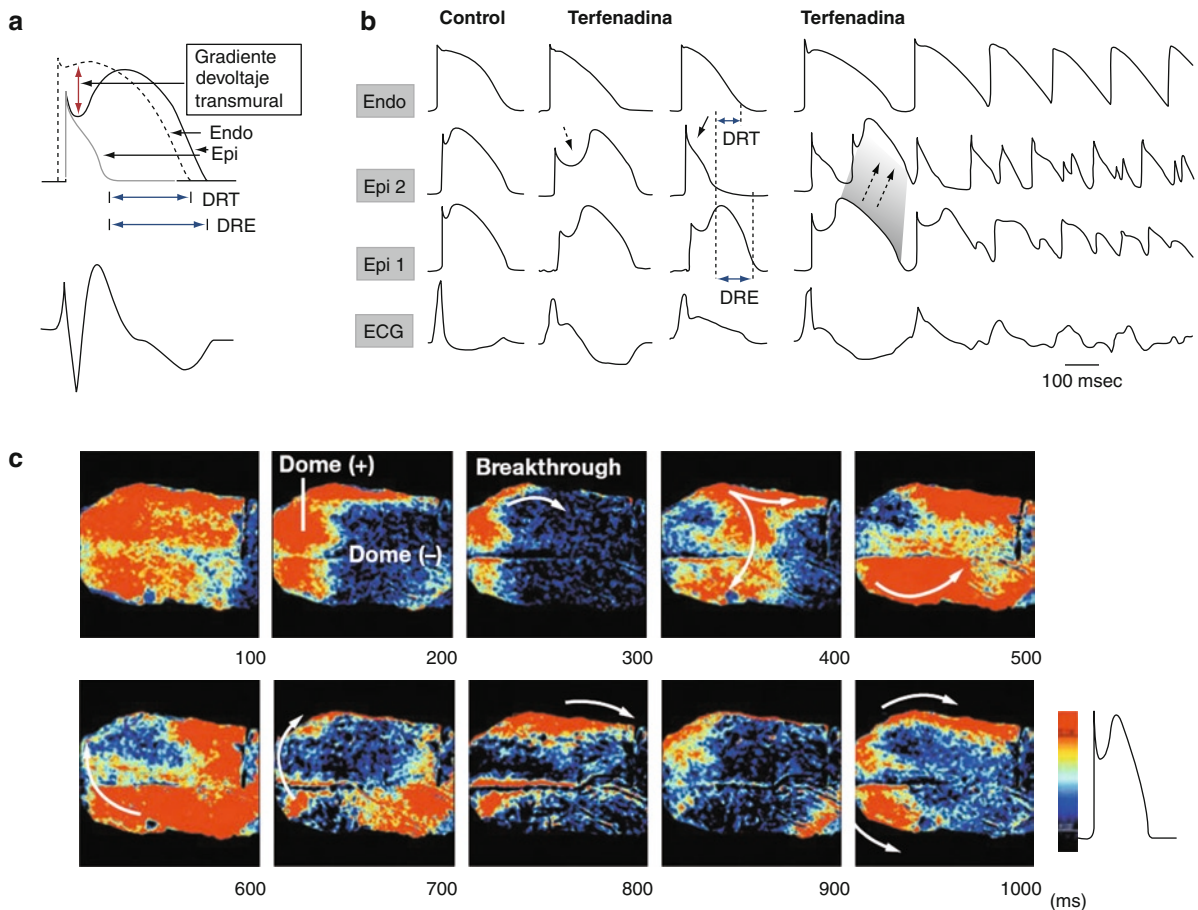 a
Gradiente
devoltaje
transmural
Endo
Epi
DRT
DRE
b
Control
Terfenadina
Terfenadina
Endo
DRT
Epi 2
Epi 1
DRE
ECG
100 msec
c
Dome (+)
Dome (–)
Breakthrough
100
200
300
400
500
600
700
800
900
1000
(ms)